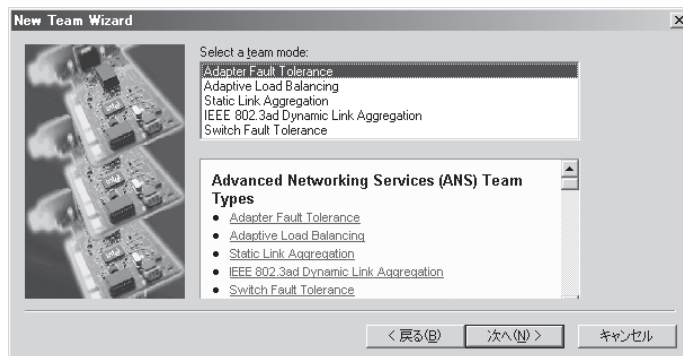 New Team Wizard
Select a team mode:
Adapter Fault Tolerance
Adaptive Load Balancing
Static Link Aggregation
IEEE 802.3ad Dynamic Link Aggregation
Switch Fault Tolerance
Advanced Networking Services (ANS) Team
Types
• Adapter Fault Tolerance
• Adaptive Load Balancing
• Static Link Aggregation
• IEEE 802.3ad Dynamic Link Aggregation
• Switch Fault Tolerance
< 戻る(B)
次へ(N) >
キャンセル